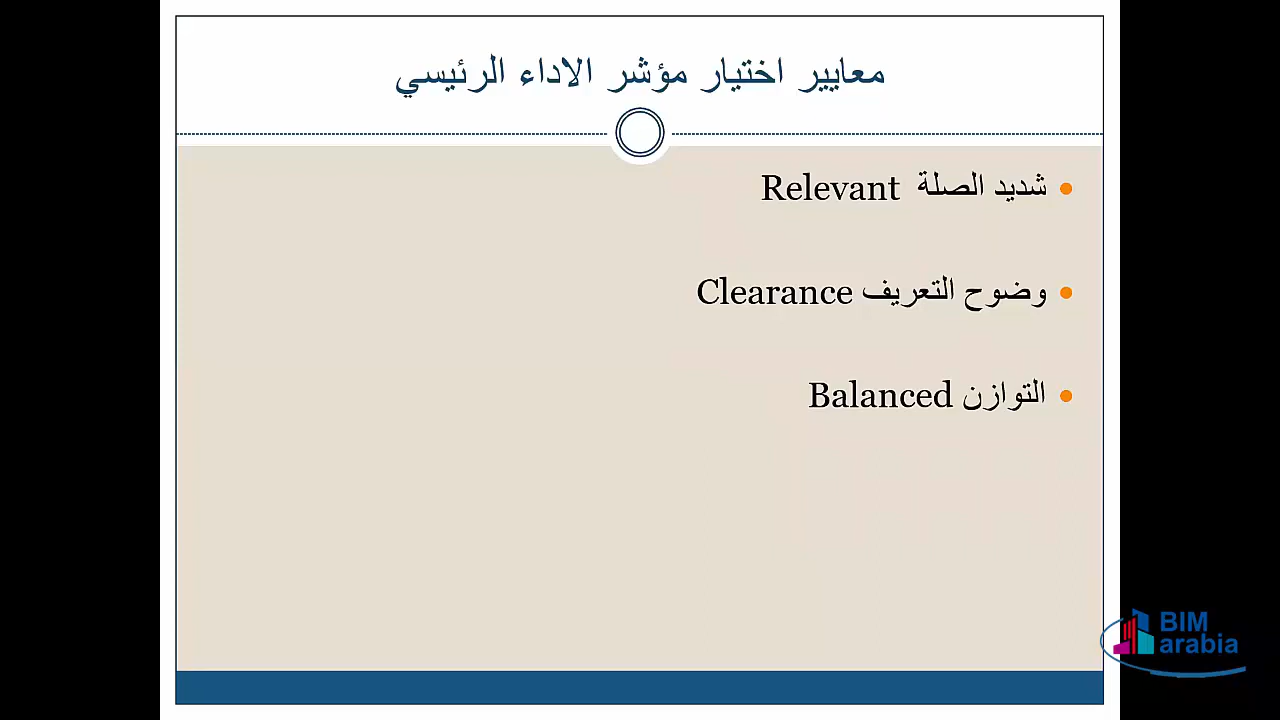 معايير اختيار مؤشر الاداء الرئيسي
شديد الصلة Relevant
وضوح التعريف Clearance
التوازن Balanced
BIM
arabia